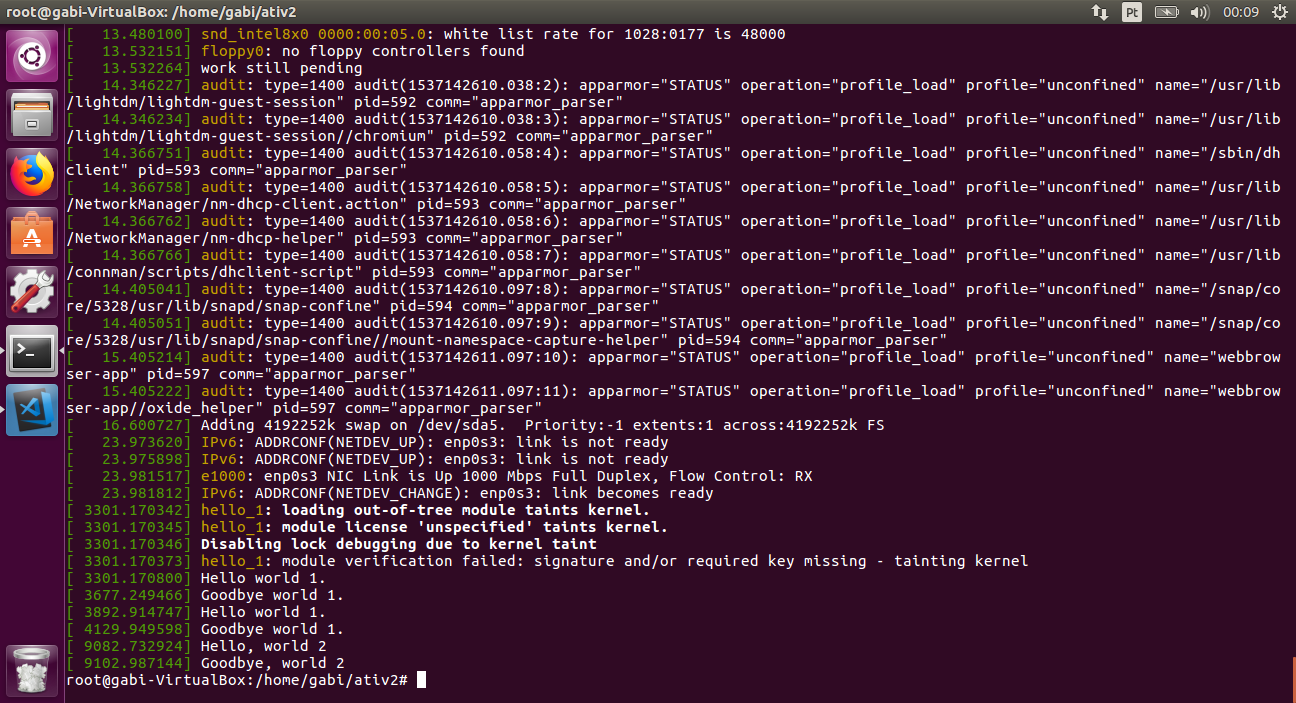 root@gabi-VirtualBox: /home/gabi/ativ2
Pt
00:09
[   13.480100] snd_intel8x0 0000:00:05.0: white list rate for 1028:0177 is 48000
[   13.532151] floppy0: no floppy controllers found
[   13.532264] work still pending
[   14.346227] audit: type=1400 audit(1537142610.038:2): apparmor="STATUS" operation="profile_load" profile="unconfined" name="/usr/lib
/lightdm/lightdm-guest-session" pid=592 comm="apparmor_parser"
[   14.346234] audit: type=1400 audit(1537142610.038:3): apparmor="STATUS" operation="profile_load" profile="unconfined" name="/usr/lib
/lightdm/lightdm-guest-session//chromium" pid=592 comm="apparmor_parser"
[   14.366751] audit: type=1400 audit(1537142610.058:4): apparmor="STATUS" operation="profile_load" profile="unconfined" name="/sbin/dh
client" pid=593 comm="apparmor_parser"
[   14.366758] audit: type=1400 audit(1537142610.058:5): apparmor="STATUS" operation="profile_load" profile="unconfined" name="/usr/lib
/NetworkManager/nm-dhcp-client.action" pid=593 comm="apparmor_parser"
[   14.366762] audit: type=1400 audit(1537142610.058:6): apparmor="STATUS" operation="profile_load" profile="unconfined" name="/usr/lib
/NetworkManager/nm-dhcp-helper" pid=593 comm="apparmor_parser"
[   14.366766] audit: type=1400 audit(1537142610.058:7): apparmor="STATUS" operation="profile_load" profile="unconfined" name="/usr/lib
/connman/scripts/dhclient-script" pid=593 comm="apparmor_parser"
[   14.405041] audit: type=1400 audit(1537142610.097:8): apparmor="STATUS" operation="profile_load" profile="unconfined" name="/snap/co
re/5328/usr/lib/snapd/snap-confine" pid=594 comm="apparmor_parser"
[   14.405051] audit: type=1400 audit(1537142610.097:9): apparmor="STATUS" operation="profile_load" profile="unconfined" name="/snap/co
re/5328/usr/lib/snapd/snap-confine//mount-namespace-capture-helper" pid=594 comm="apparmor_parser"
[   15.405214] audit: type=1400 audit(1537142611.097:10): apparmor="STATUS" operation="profile_load" profile="unconfined" name="webbrow
ser-app" pid=597 comm="apparmor_parser"
[   15.405222] audit: type=1400 audit(1537142611.097:11): apparmor="STATUS" operation="profile_load" profile="unconfined" name="webbrow
ser-app//oxide_helper" pid=597 comm="apparmor_parser"
[   16.600727] Adding 4192252k swap on /dev/sda5.  Priority:-1 extents:1 across:4192252k FS
[   23.973620] IPv6: ADDRCONF(NETDEV_UP): enp0s3: link is not ready
[   23.975898] IPv6: ADDRCONF(NETDEV_UP): enp0s3: link is not ready
[   23.981517] e1000: enp0s3 NIC Link is Up 1000 Mbps Full Duplex, Flow Control: RX
[   23.981812] IPv6: ADDRCONF(NETDEV_CHANGE): enp0s3: link becomes ready
[ 3301.170342] hello_1: loading out-of-tree module taints kernel.
[ 3301.170345] hello_1: module license 'unspecified' taints kernel.
[ 3301.170346] Disabling lock debugging due to kernel taint
[ 3301.170373] hello_1: module verification failed: signature and/or required key missing - tainting kernel
[ 3301.170800] Hello world 1.
[ 3677.249466] Goodbye world 1.
[ 3892.914747] Hello world 1.
[ 4129.949598] Goodbye world 1.
[ 9082.732924] Hello, world 2
[ 9102.987144] Goodbye, world 2
root@gabi-VirtualBox:/home/gabi/ativ2#